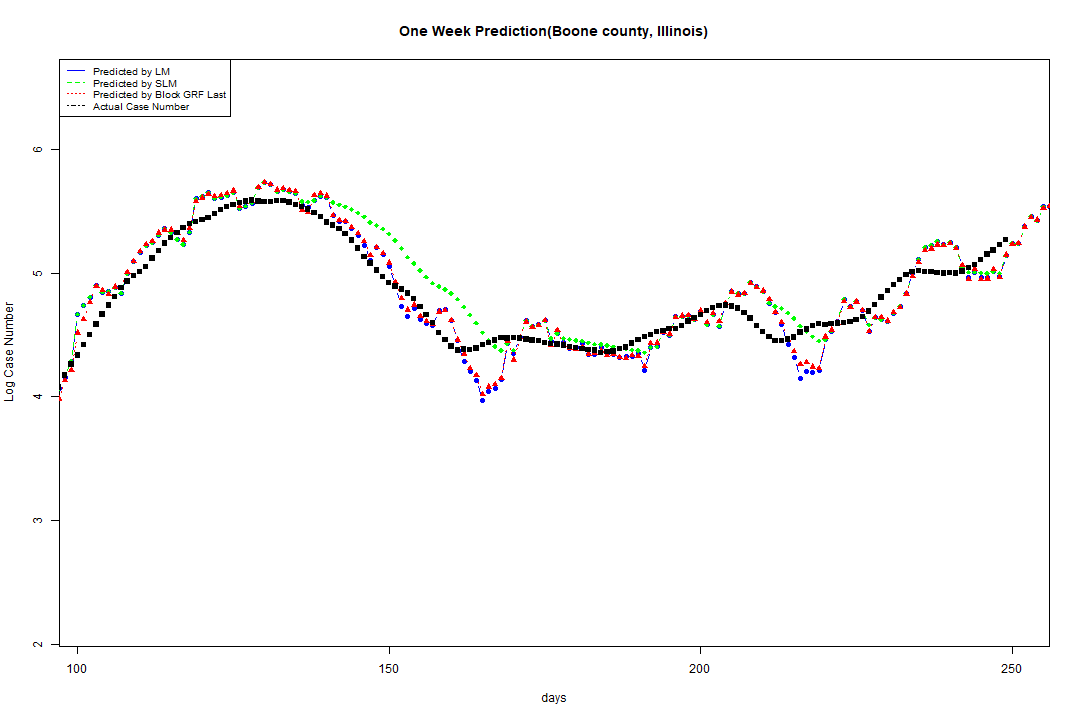 One Week Prediction(Boone county, Illinois)
Predicted by LM
Predicted by SLM
Predicted by Block GRF Last
Actual Case Number
6
5
4
3
2
Log Case Number
100 150 200 250
days